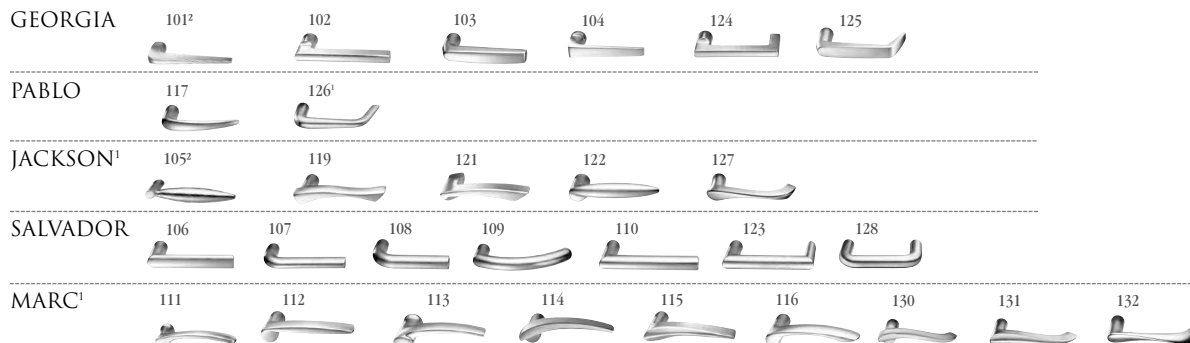 GEORGIA 101² 102 103 104 124 125
PABLO 117 126¹
JACKSON¹ 105² 119 121 122 127
SALVADOR 106 107 108 109 110 123 128
MARC¹ 111 112 113 114 115 116 130 131 132